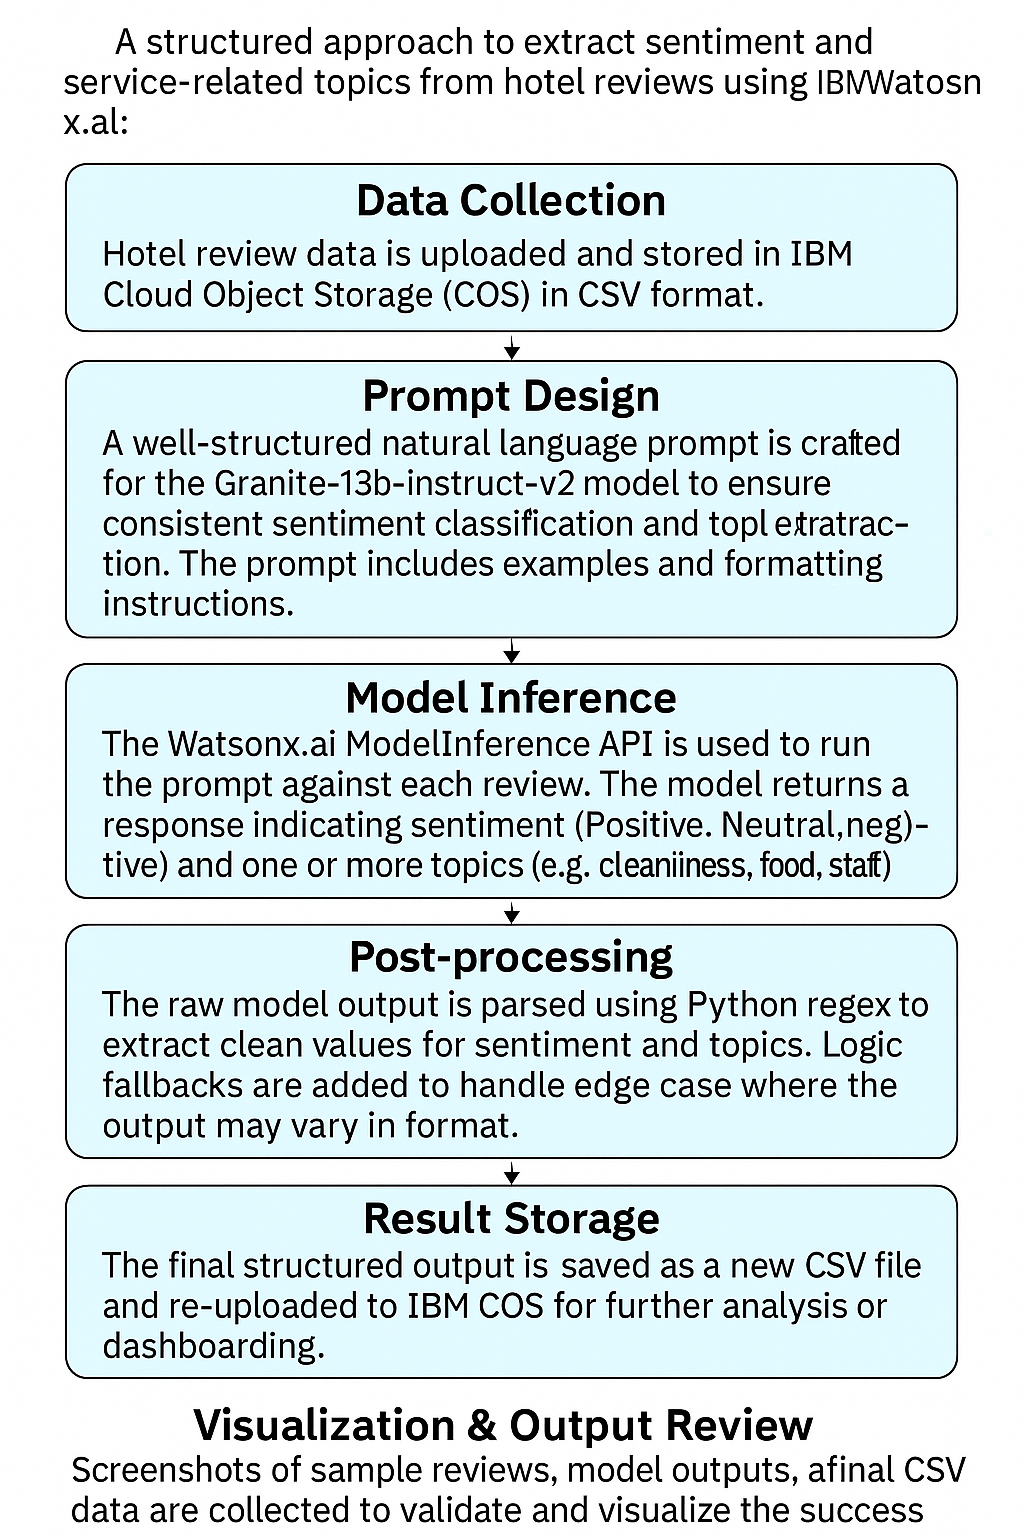 A structured approach to extract sentiment and
service-related topics from hotel reviews using IBMWatosn
x.al:
Data Collection
Hotel review data is uploaded and stored in IBM
Cloud Object Storage (COS) in CSV format.
Prompt Design
A well-structured natural language prompt is crafted
for the Granite-13b-instruct-v2 model to ensure
consistent sentiment classification and topl etratrac-
tion. The prompt includes examples and formatting
instructions.
Model Inference
The Watsonx.ai ModelInference API is used to run
the prompt against each review. The model returns a
response indicating sentiment (Positive. Neutral,neg)-
tive) and one or more topics (e.g. cleaniiness, food, staff)
Post-processing
The raw model output is parsed using Python regex to
extract clean values for sentiment and topics. Logic
fallbacks are added to handle edge case where the
output may vary in format.
Result Storage
The final structured output is saved as a new CSV file
and re-uploaded to IBM COS for further analysis or
dashboarding.
Visualization & Output Review
Screenshots of sample reviews, model outputs, afinal CSV
data are collected to validate and visualize the success